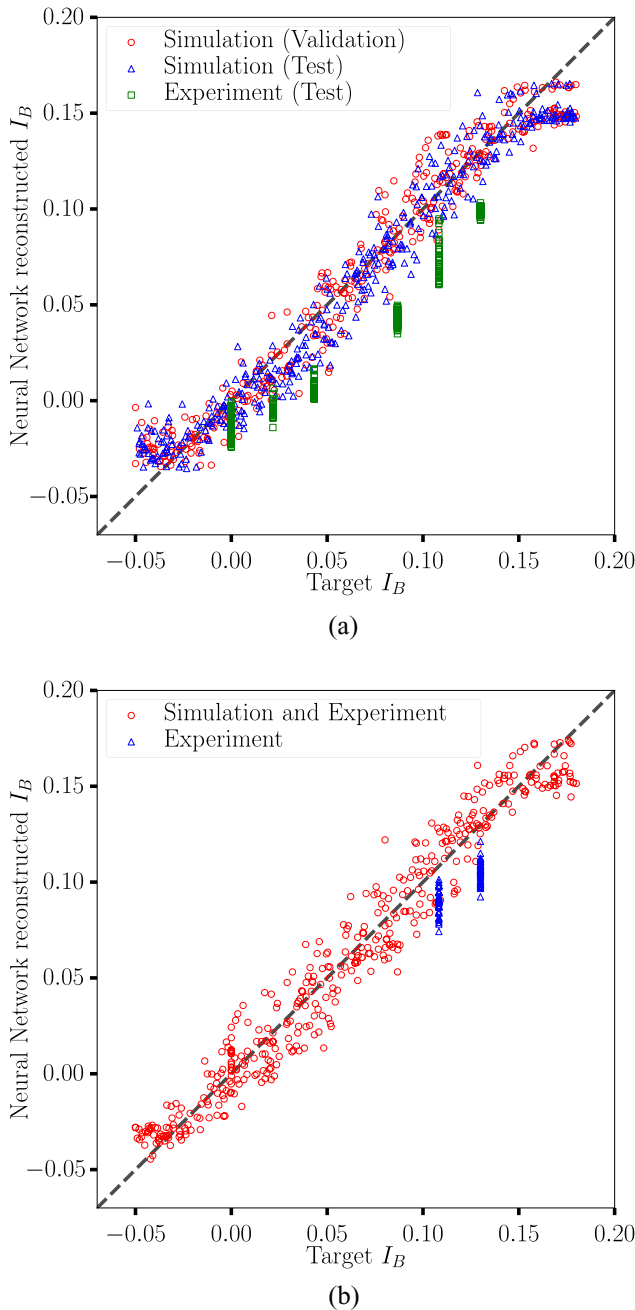 (a)
Simulation (Validation)
Simulation (Test)
Experiment (Test)
0.20
0.15
0.10
0.05
0.00
−0.05
Neural Network reconstructed I_B
−0.05 0.00 0.05 0.10 0.15 0.20
Target I_B
(b)
Simulation and Experiment
Experiment
0.20
0.15
0.10
0.05
0.00
−0.05
Neural Network reconstructed I_B
−0.05 0.00 0.05 0.10 0.15 0.20
Target I_B